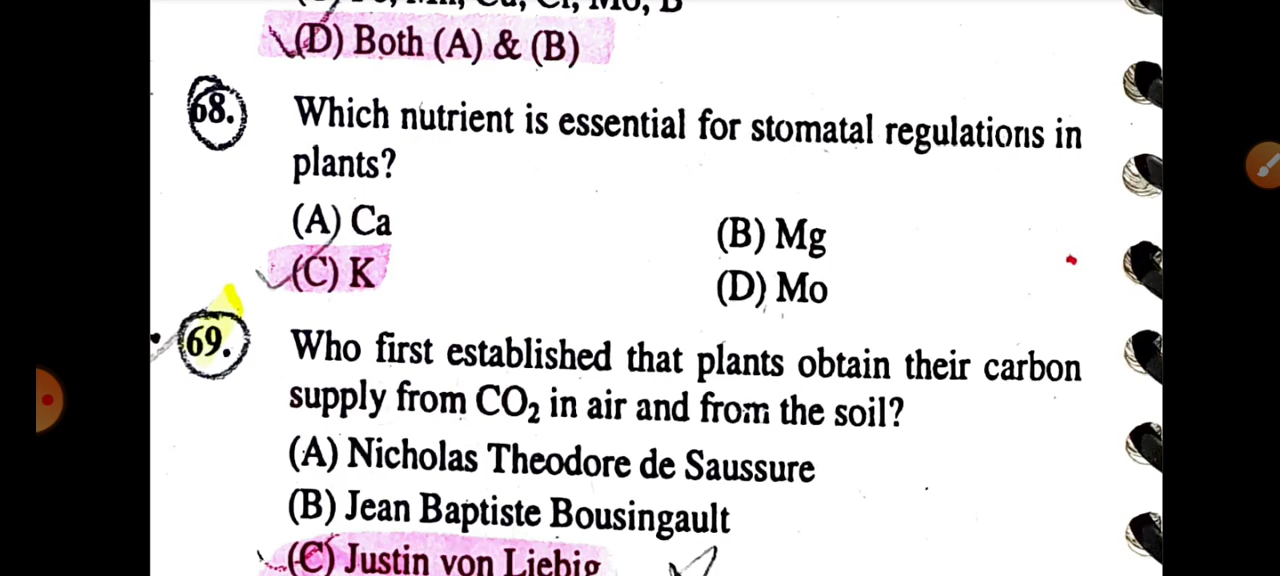 (D) Both (A) & (B)
68. Which nutrient is essential for stomatal regulations in
plants?
(A) Ca (B) Mg
(C) K (D) Mo
69. Who first established that plants obtain their carbon
supply from CO₂ in air and from the soil?
(A) Nicholas Theodore de Saussure
(B) Jean Baptiste Bousingault
(C) Justin von Liebig